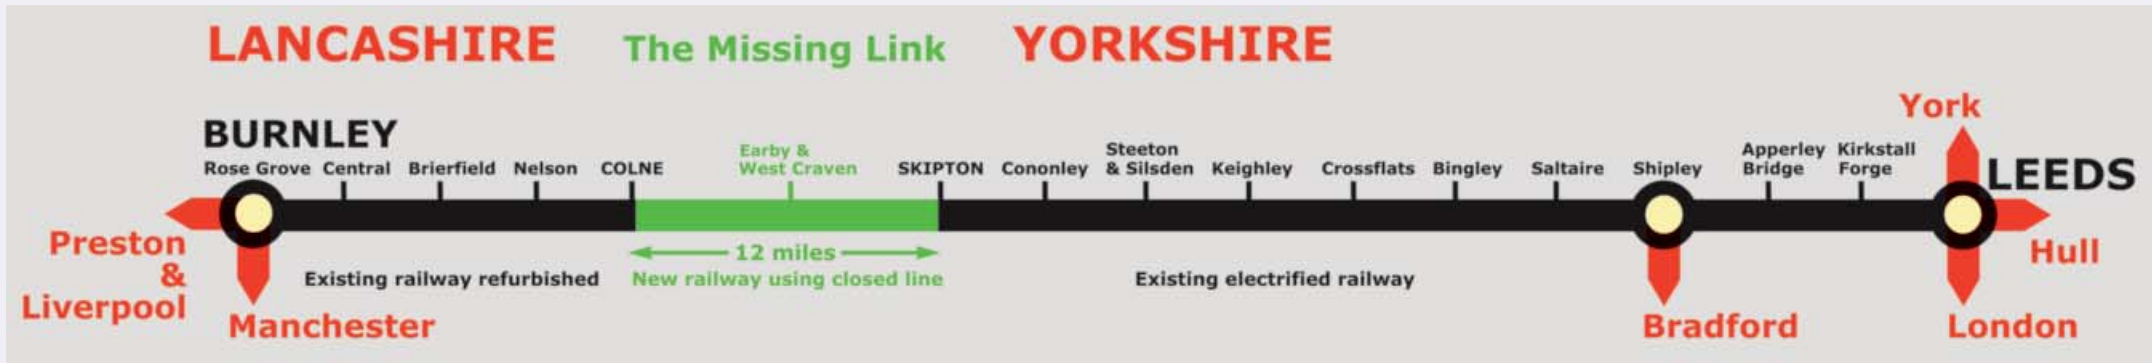 LANCASHIRE
The Missing Link
YORKSHIRE
BURNLEY
Rose Grove
Central
Brierfield
Nelson
COLNE
Earby &
West Craven
SKIPTON
Cononley
Steeton
& Silsden
Keighley
Crossflats
Bingley
Saltaire
Shipley
Apperley
Bridge
Kirkstall
Forge
York
LEEDS
Preston
&
Liverpool
Manchester
Existing railway refurbished
12 miles
New railway using closed line
Existing electrified railway
Bradford
Hull
London